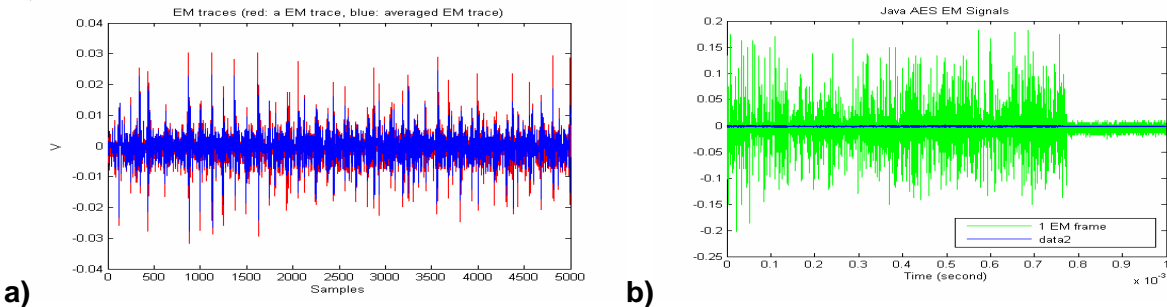 EM traces (red: a EM trace, blue: averaged EM trace)
0.04
0.03
0.02
0.01
0
-0.01
-0.02
-0.03
-0.04
V
0 500 1000 1500 2000 2500 3000 3500 4000 4500 5000
Samples
a)
Java AES EM Signals
0.2
0.15
0.1
0.05
0
-0.05
-0.1
-0.15
-0.2
-0.25
1 EM frame
data2
0 0.1 0.2 0.3 0.4 0.5 0.6 0.7 0.8 0.9 1
Time (second)
x 10⁻³
b)